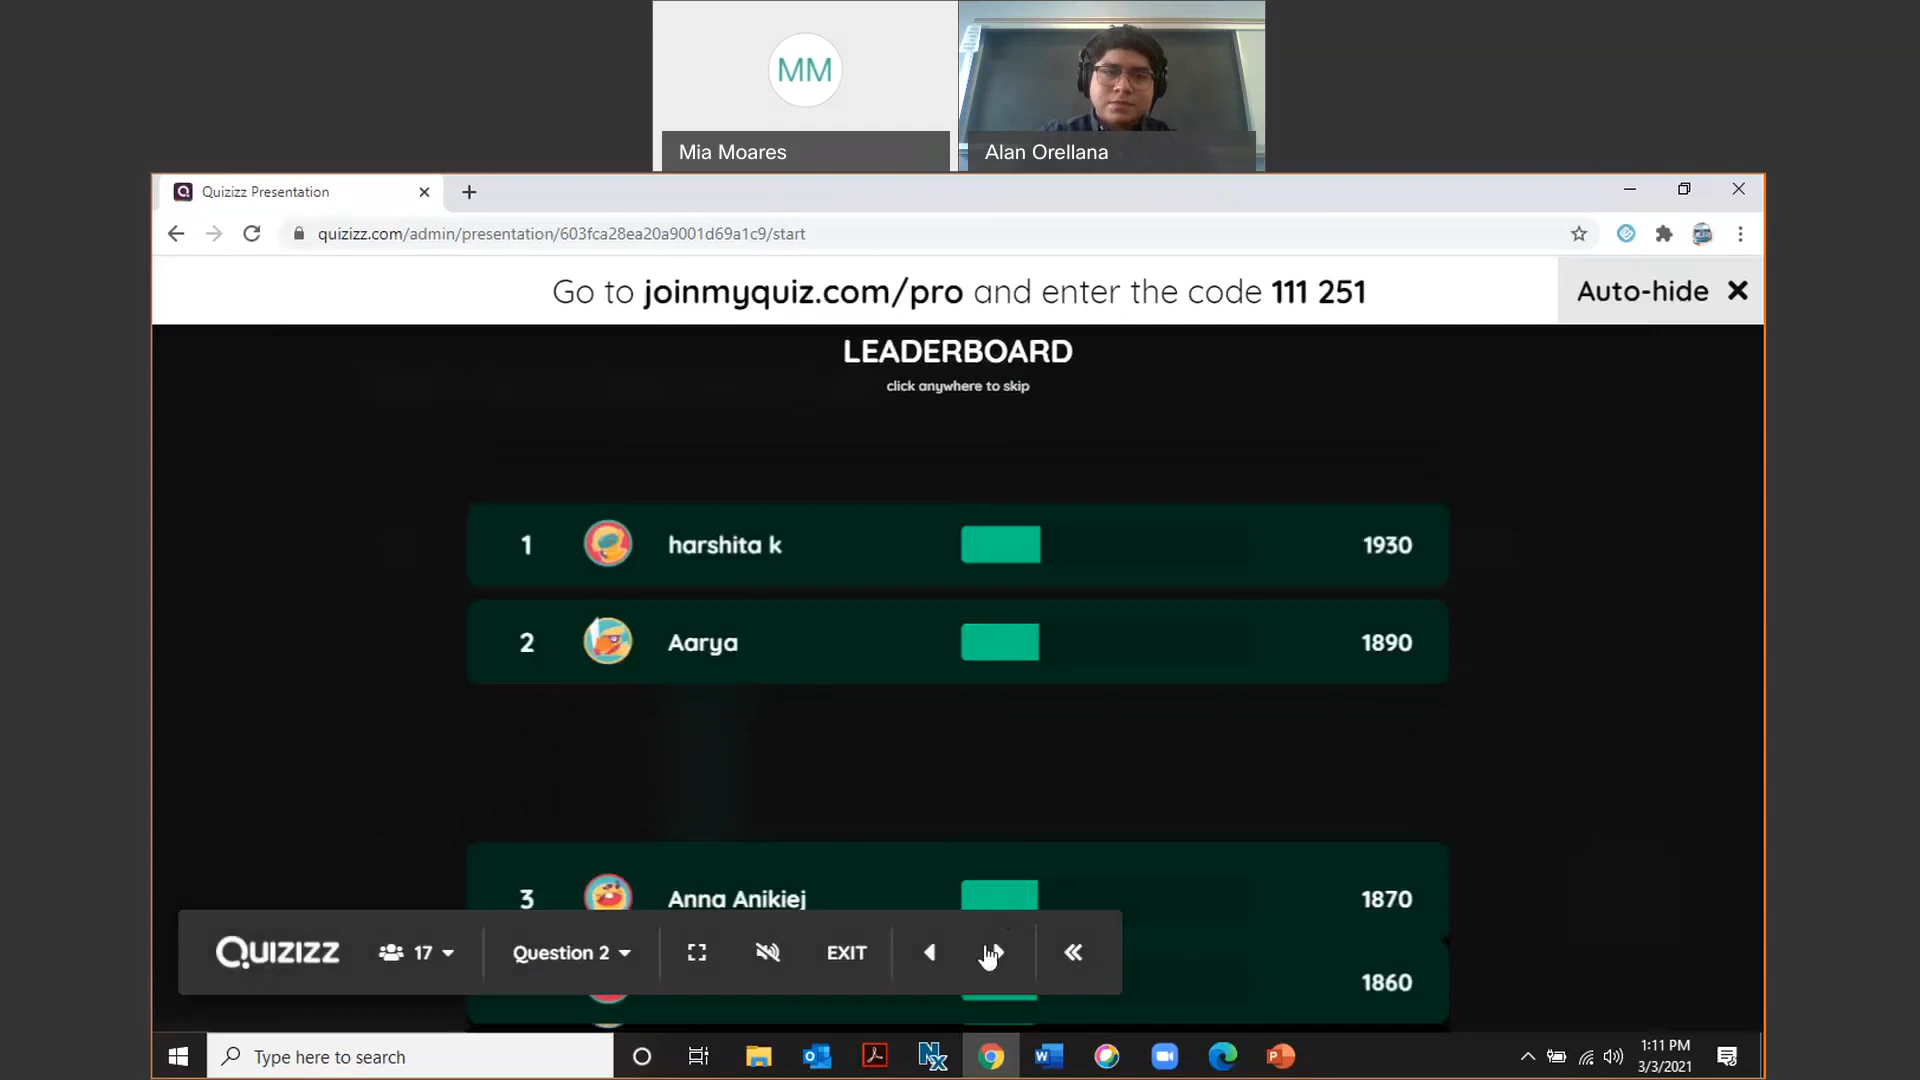 MM
Mia Moares
Alan Orellana
Quizizz Presentation
quizizz.com/admin/presentation/603fca28ea20a9001d69a1c9/start
Go to joinmyquiz.com/pro and enter the code 111 251
Auto-hide
LEADERBOARD
click anywhere to skip
1 harshita k 1930
2 Aarya 1890
3 Anna Anikiej 1870
1860
Quizizz 17 Question 2 EXIT
Type here to search
1:11 PM
3/3/2021